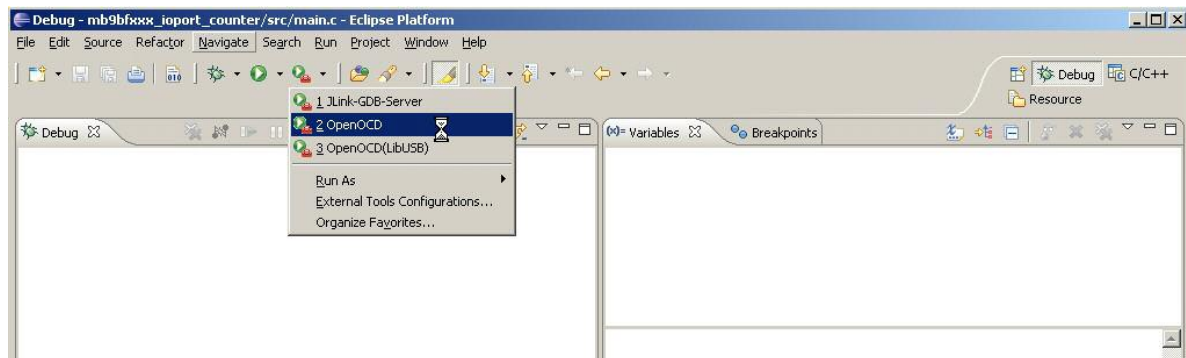 Debug - mb9bfxxx_ioport_counter/src/main.c - Eclipse Platform
File Edit Source Refactor Navigate Search Run Project Window Help
010
Debug C/C++
Resource
1 JLink-GDB-Server
2 OpenOCD
3 OpenOCD(LibUSB)
Run As
External Tools Configurations...
Organize Favorites...
Debug
(x)= Variables Breakpoints